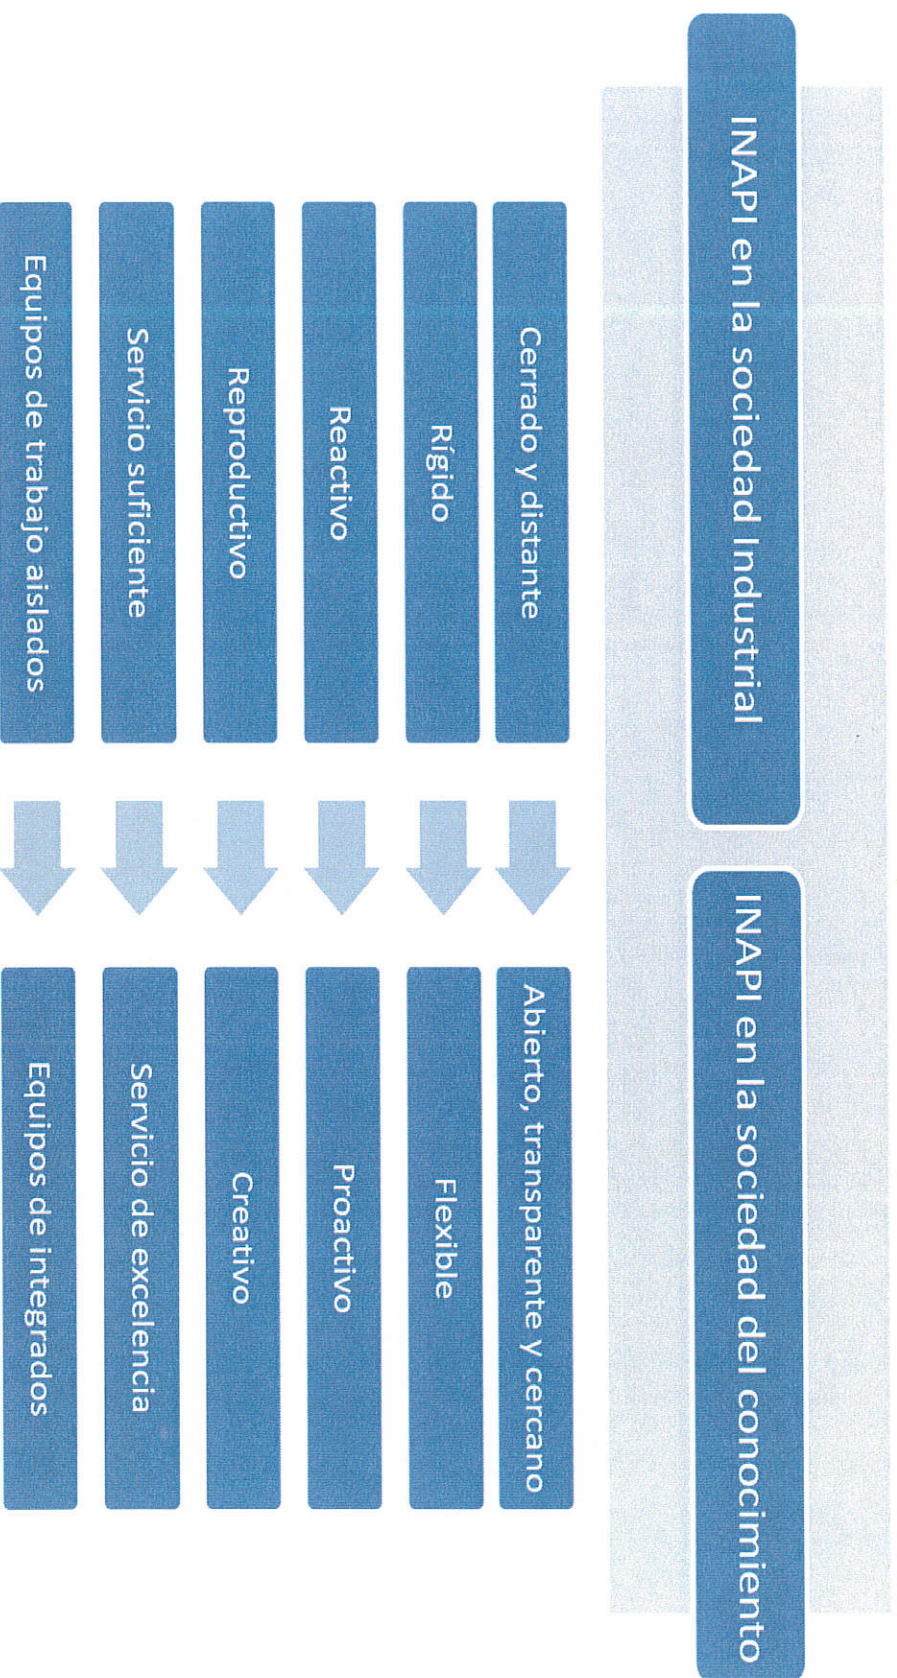 INAPI en la sociedad Industrial
INAPI en la sociedad del conocimiento
Cerrado y distante
Abierto, transparente y cercano
Rígido
Flexible
Reactivo
Proactivo
Reproductivo
Creativo
Servicio suficiente
Servicio de excelencia
Equipos de trabajo aislados
Equipos de integrados